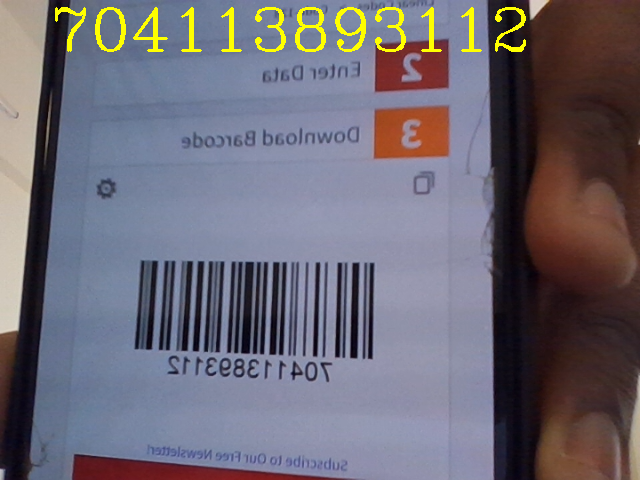 704113893112
2 Enter Data
3 Download Barcode
704113893112
Subscribe to Our Free Newsletter!